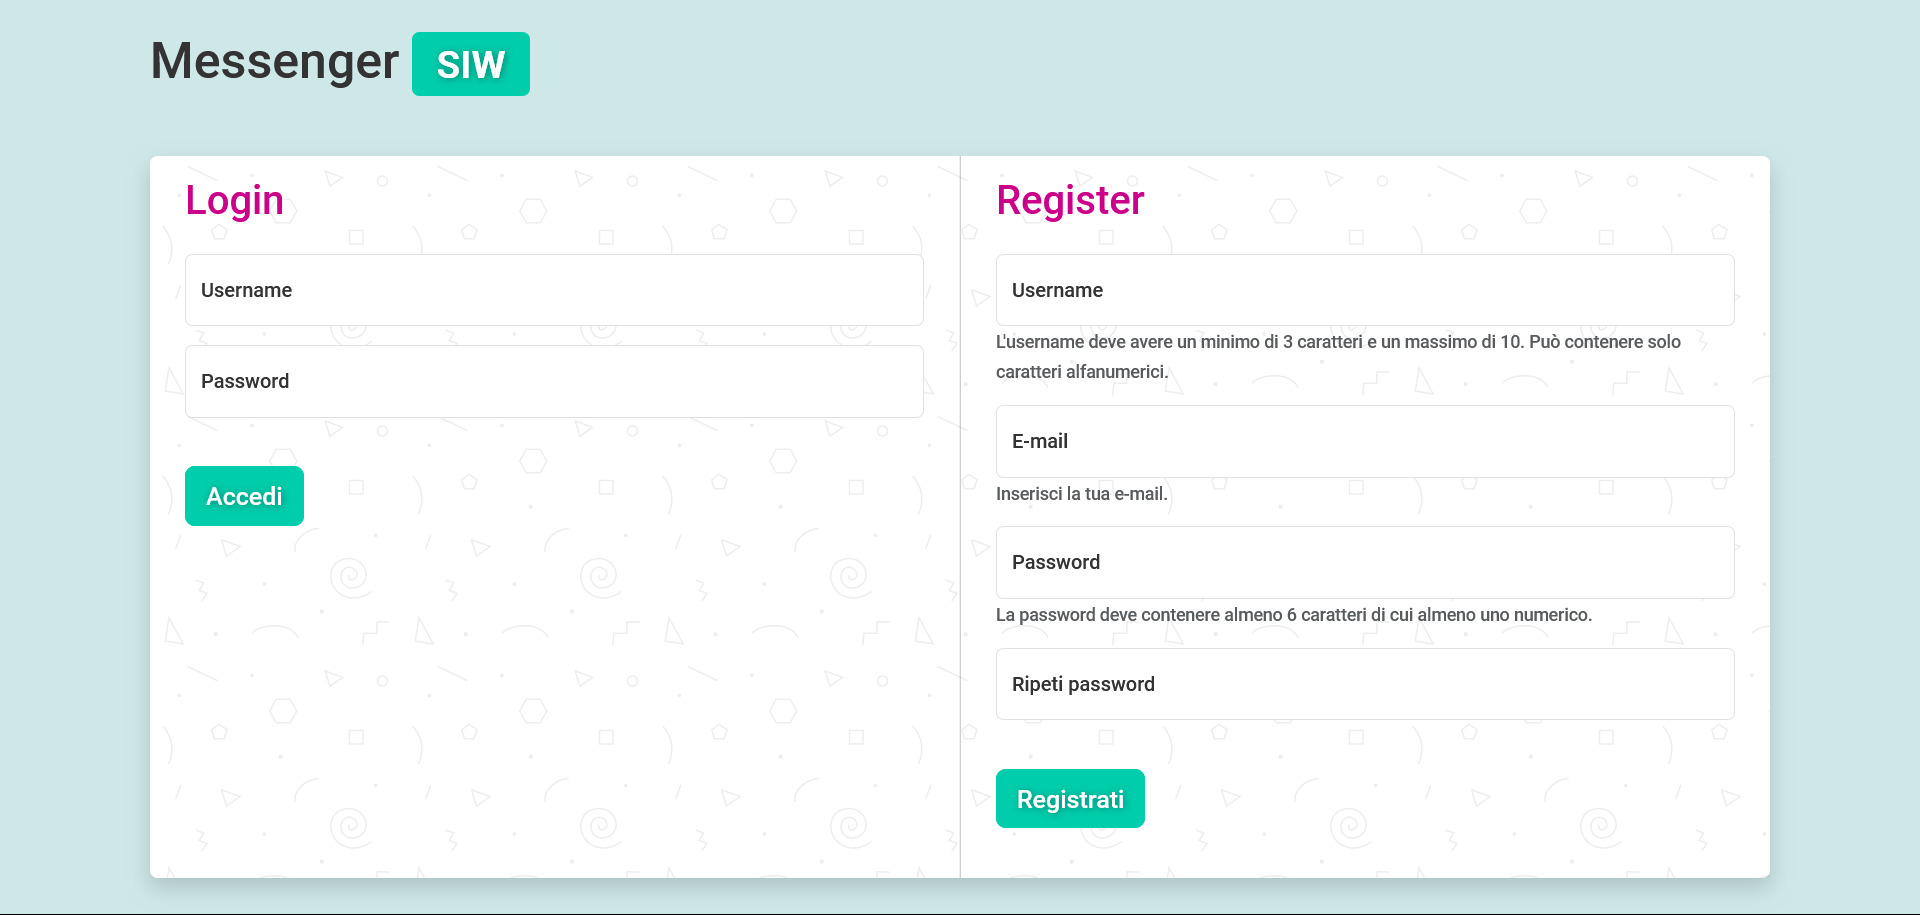 Messenger SIW
Login
Username
Password
Accedi
Register
Username
L'username deve avere un minimo di 3 caratteri e un massimo di 10. Può contenere solo
caratteri alfanumerici.
E-mail
Inserisci la tua e-mail.
Password
La password deve contenere almeno 6 caratteri di cui almeno uno numerico.
Ripeti password
Registrati